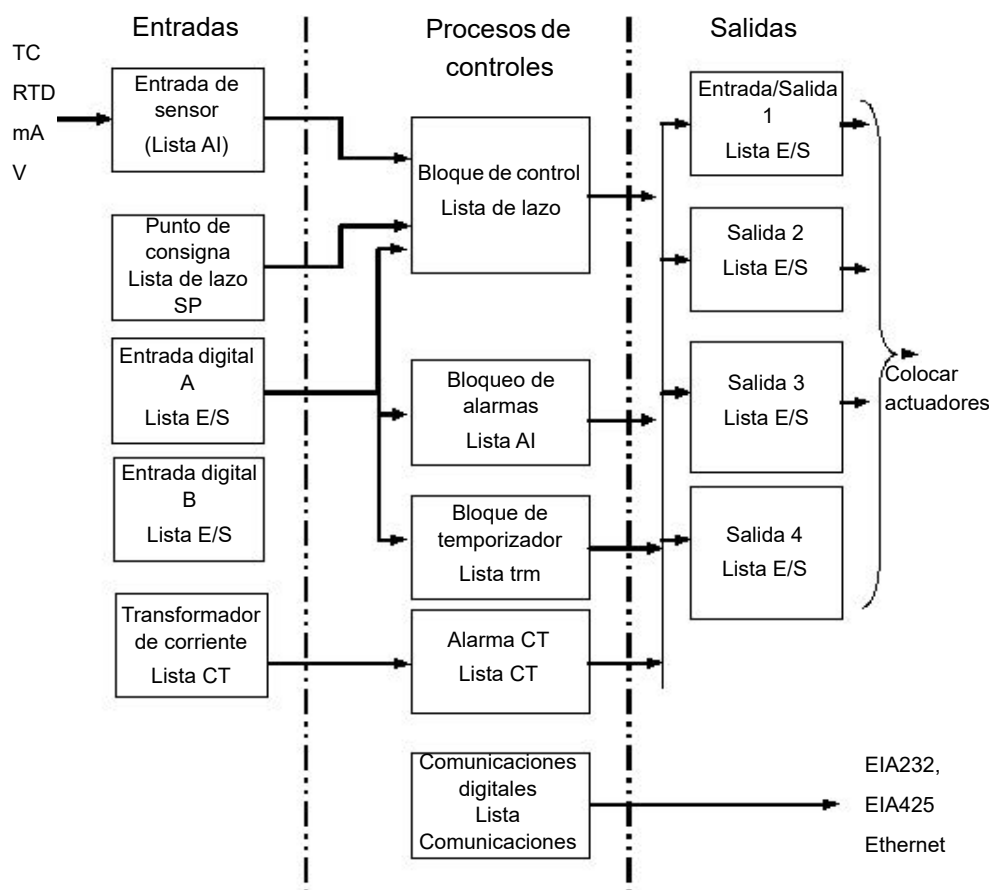 Entradas
Procesos de
controles
Salidas
TC
RTD
mA
V
Entrada de
sensor
(Lista AI)
Punto de
consigna
Lista de lazo
SP
Entrada digital
A
Lista E/S
Entrada digital
B
Lista E/S
Transformador
de corriente
Lista CT
Bloque de control
Lista de lazo
Bloqueo de
alarmas
Lista AI
Bloque de
temporizador
Lista trm
Alarma CT
Lista CT
Comunicaciones
digitales
Lista
Comunicaciones
Entrada/Salida
1
Lista E/S
Salida 2
Lista E/S
Salida 3
Lista E/S
Salida 4
Lista E/S
Colocar
actuadores
EIA232,
EIA425
Ethernet